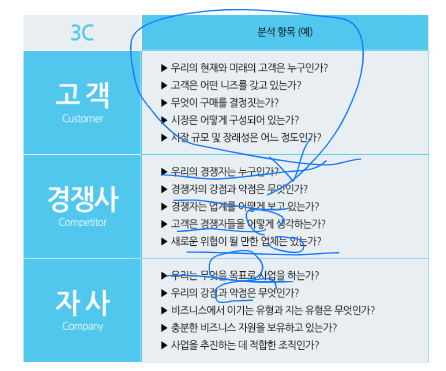 3C
분석 항목 (예)
고 객
Customer
▶ 우리의 현재와 미래의 고객은 누구인가?
▶ 고객은 어떤 니즈를 갖고 있는가?
▶ 무엇이 구매를 결정짓는가?
▶ 시장은 어떻게 구성되어 있는가?
▶ 시장 규모 및 장래성은 어느 정도인가?
경쟁사
Competitor
▶ 우리의 경쟁자는 누구인가?
▶ 경쟁자의 강점과 약점은 무엇인가?
▶ 경쟁자는 업계를 어떻게 보고 있는가?
▶ 고객은 경쟁자들을 어떻게 생각하는가?
▶ 새로운 위협이 될 만한 업체는 있는가?
자 사
Company
▶ 우리는 무엇을 목표로 사업을 하는가?
▶ 우리의 강점과 약점은 무엇인가?
▶ 비즈니스에서 이기는 유형과 지는 유형은 무엇인가?
▶ 충분한 비즈니스 자원을 보유하고 있는가?
▶ 사업을 추진하는 데 적합한 조직인가?